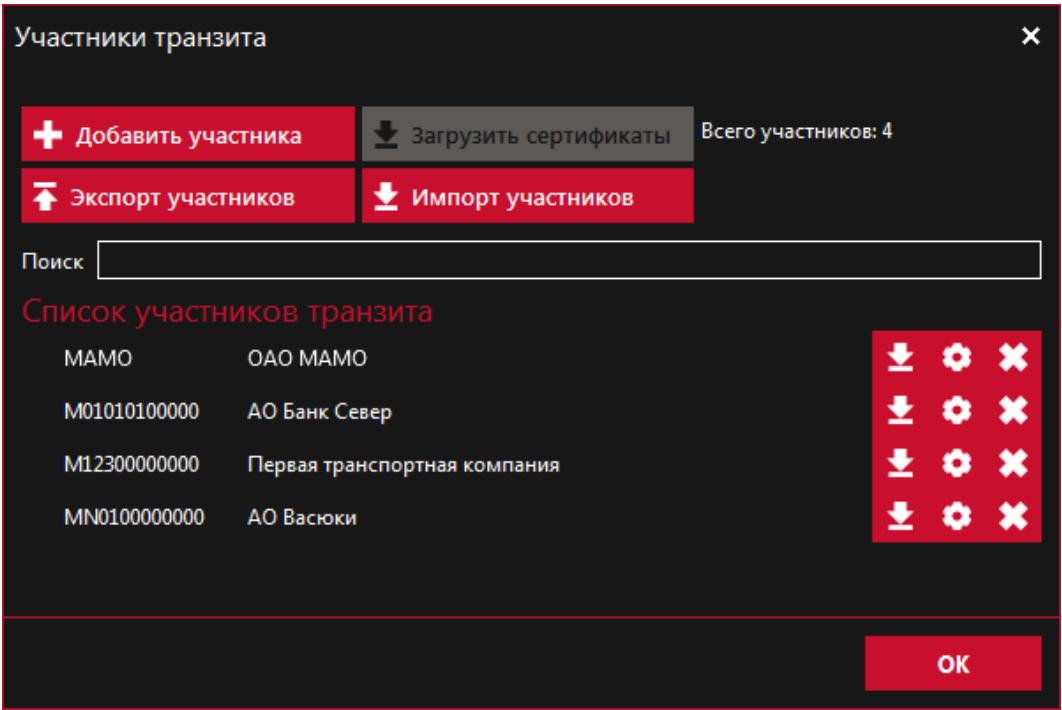 Участники транзита
Добавить участника
Загрузить сертификаты
Всего участников: 4
Экспорт участников
Импорт участников
Поиск
Список участников транзита
МАМО ОАО МАМО
M01010100000 АО Банк Север
M12300000000 Первая транспортная компания
MN0100000000 АО Васюки
ОК